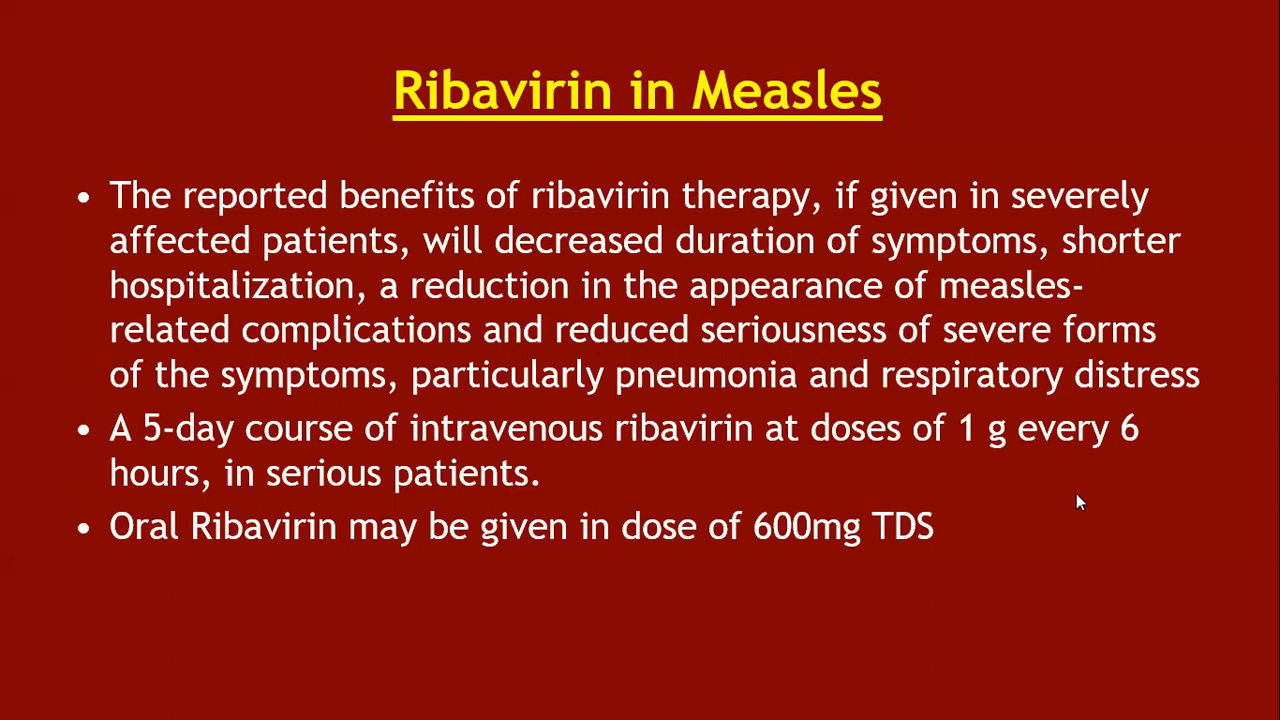 Ribavirin in Measles
• The reported benefits of ribavirin therapy, if given in severely
affected patients, will decreased duration of symptoms, shorter
hospitalization, a reduction in the appearance of measles-
related complications and reduced seriousness of severe forms
of the symptoms, particularly pneumonia and respiratory distress
• A 5-day course of intravenous ribavirin at doses of 1 g every 6
hours, in serious patients.
• Oral Ribavirin may be given in dose of 600mg TDS